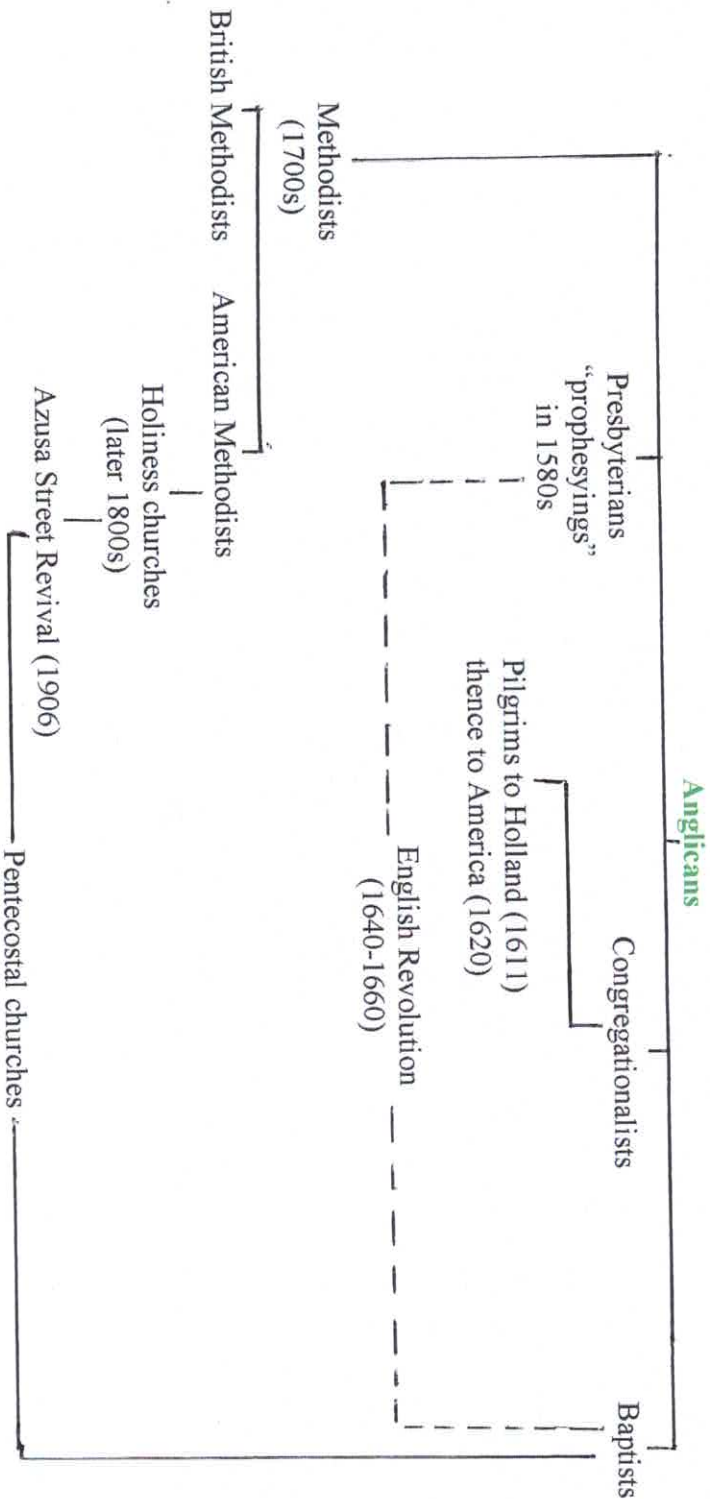 Anglicans
Methodists
(1700s)
Presbyterians
“prophesyings”
in 1580s
Congregationalists
Baptists
Pilgrims to Holland (1611)
thence to America (1620)
English Revolution
(1640-1660)
British Methodists
American Methodists
Holiness churches
(later 1800s)
Azusa Street Revival (1906)
Pentecostal churches